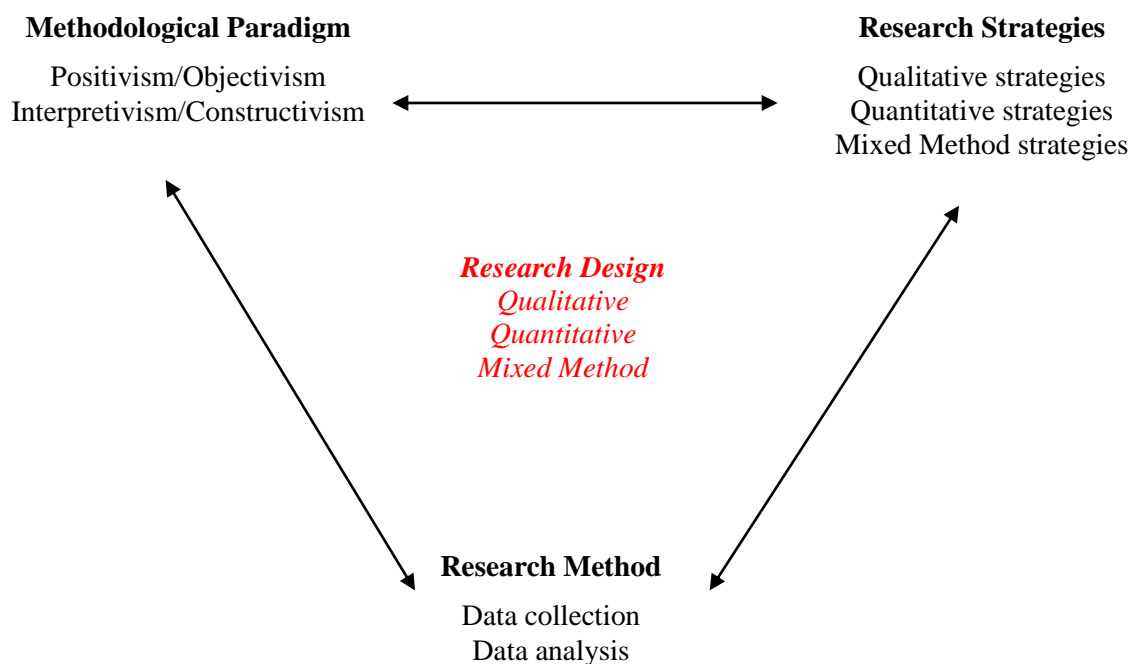 Methodological Paradigm
Positivism/Objectivism
Interpretivism/Constructivism
Research Strategies
Qualitative strategies
Quantitative strategies
Mixed Method strategies
Research Design
Qualitative
Quantitative
Mixed Method
Research Method
Data collection
Data analysis